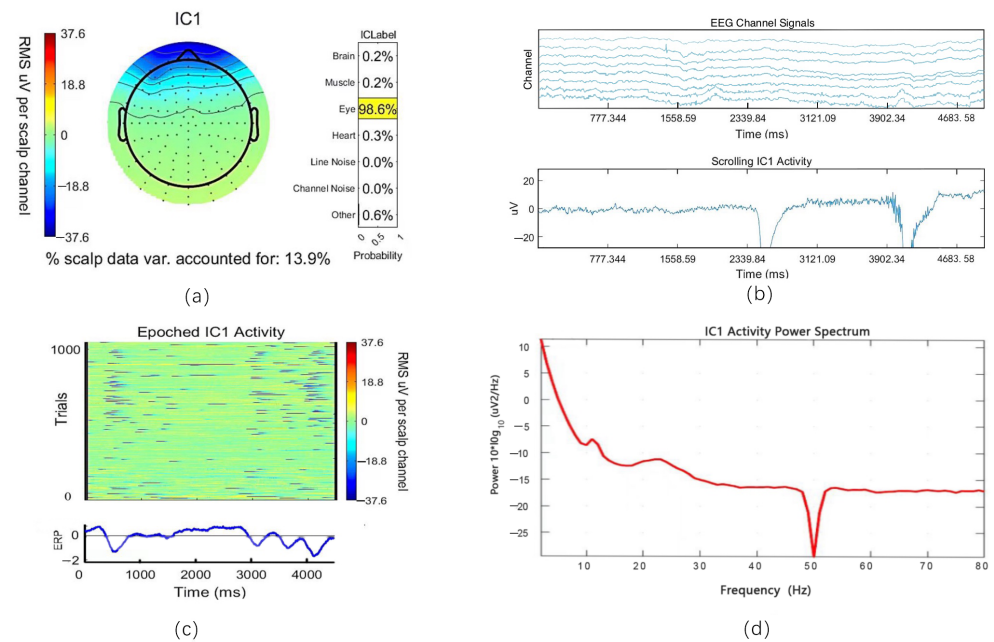 IC1
RMS uV per scalp channel
37.6
18.8
0
−18.8
−37.6
ICLabel
Brain 0.2%
Muscle 0.2%
Eye 98.6%
Heart 0.3%
Line Noise 0.0%
Channel Noise 0.0%
Other 0.6%
0 0.5 1
Probability
% scalp data var. accounted for: 13.9%
(a)
EEG Channel Signals
Channel
777.344 1558.59 2339.84 3121.09 3902.34 4683. 58
Time (ms)
Scrolling IC1 Activity
uV
20
0
−20
777.344 1558.59 2339.84 3121.09 3902.34 4683. 58
Time (ms)
(b)
Epoched IC1 Activity
Trials
1000
0
37.6
18.8
0
−18.8
−37.6
RMS uV per scalp channel
ERP
0
−2
0 1000 2000 3000 4000
Time (ms)
(c)
IC1 Activity Power Spectrum
Power 10*10g10 (uV2/Hz)
10
5
0
−5
−10
−15
−20
−25
10 20 30 40 50 60 70 80
Frequency (Hz)
(d)